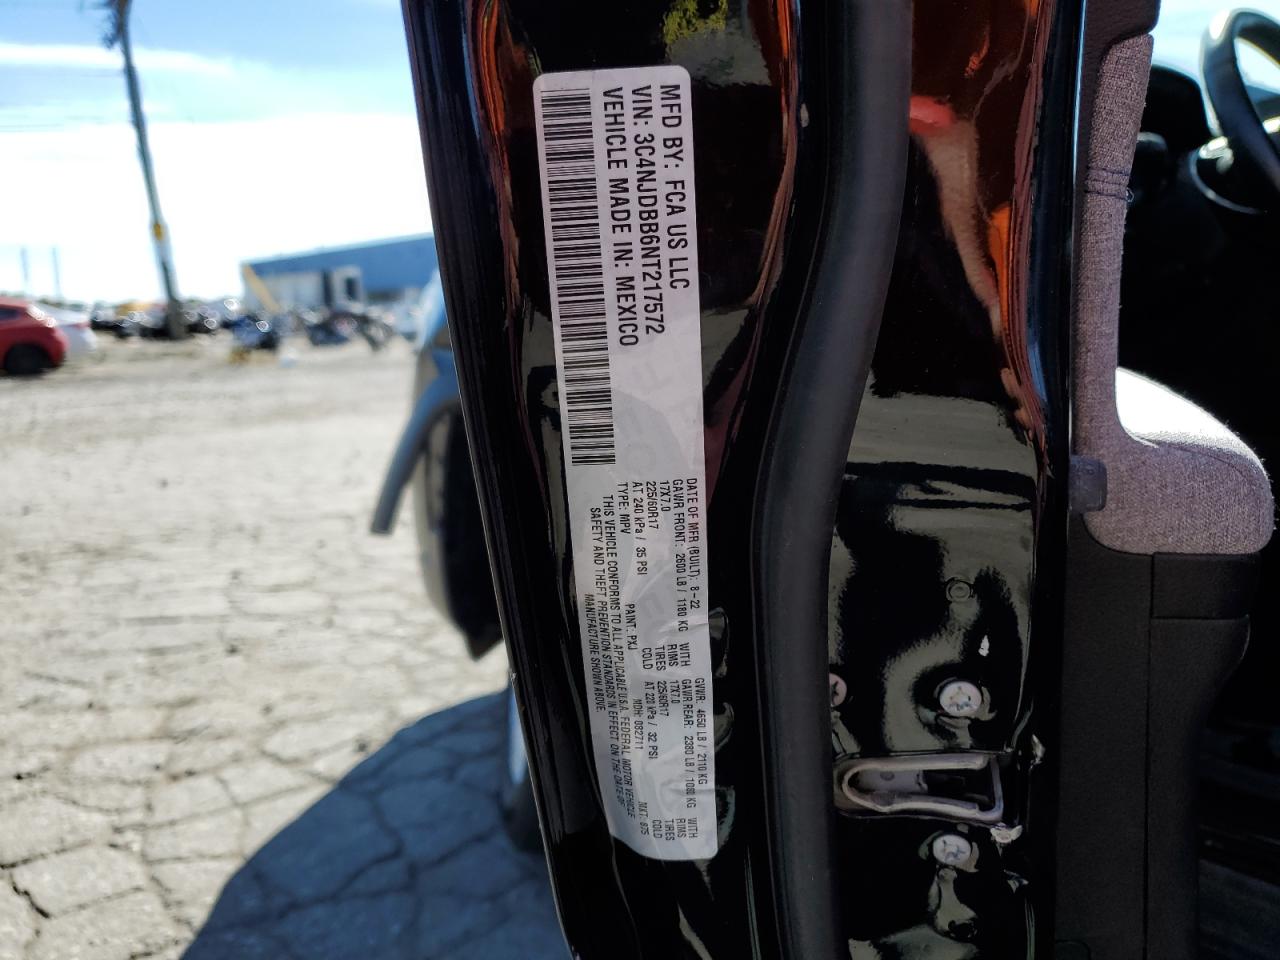 MFD BY: FCA US LLC
VIN: 3C4NJDBB6NT217572
VEHICLE MADE IN: MEXICO
DATE OF MFR (BUILT): 8-22 GVWR: 4650 LB / 2110 KG
GAWR FRONT: 2600 LB / 1180 KG WITH GAWR REAR: 2380 LB / 1080 KG WITH
17X7.0 RIMS 17X7.0 RIMS
225/60R17 TIRES 225/60R17 TIRES
AT 240 kPa / 35 PSI COLD AT 220 kPa / 32 PSI COLD
TYPE: MPV PAINT: PXJ MDH: 082711 MKT: 875
THIS VEHICLE CONFORMS TO ALL APPLICABLE U.S.A. FEDERAL MOTOR VEHICLE
SAFETY AND THEFT PREVENTION STANDARDS IN EFFECT ON THE DATE OF
MANUFACTURE SHOWN ABOVE.